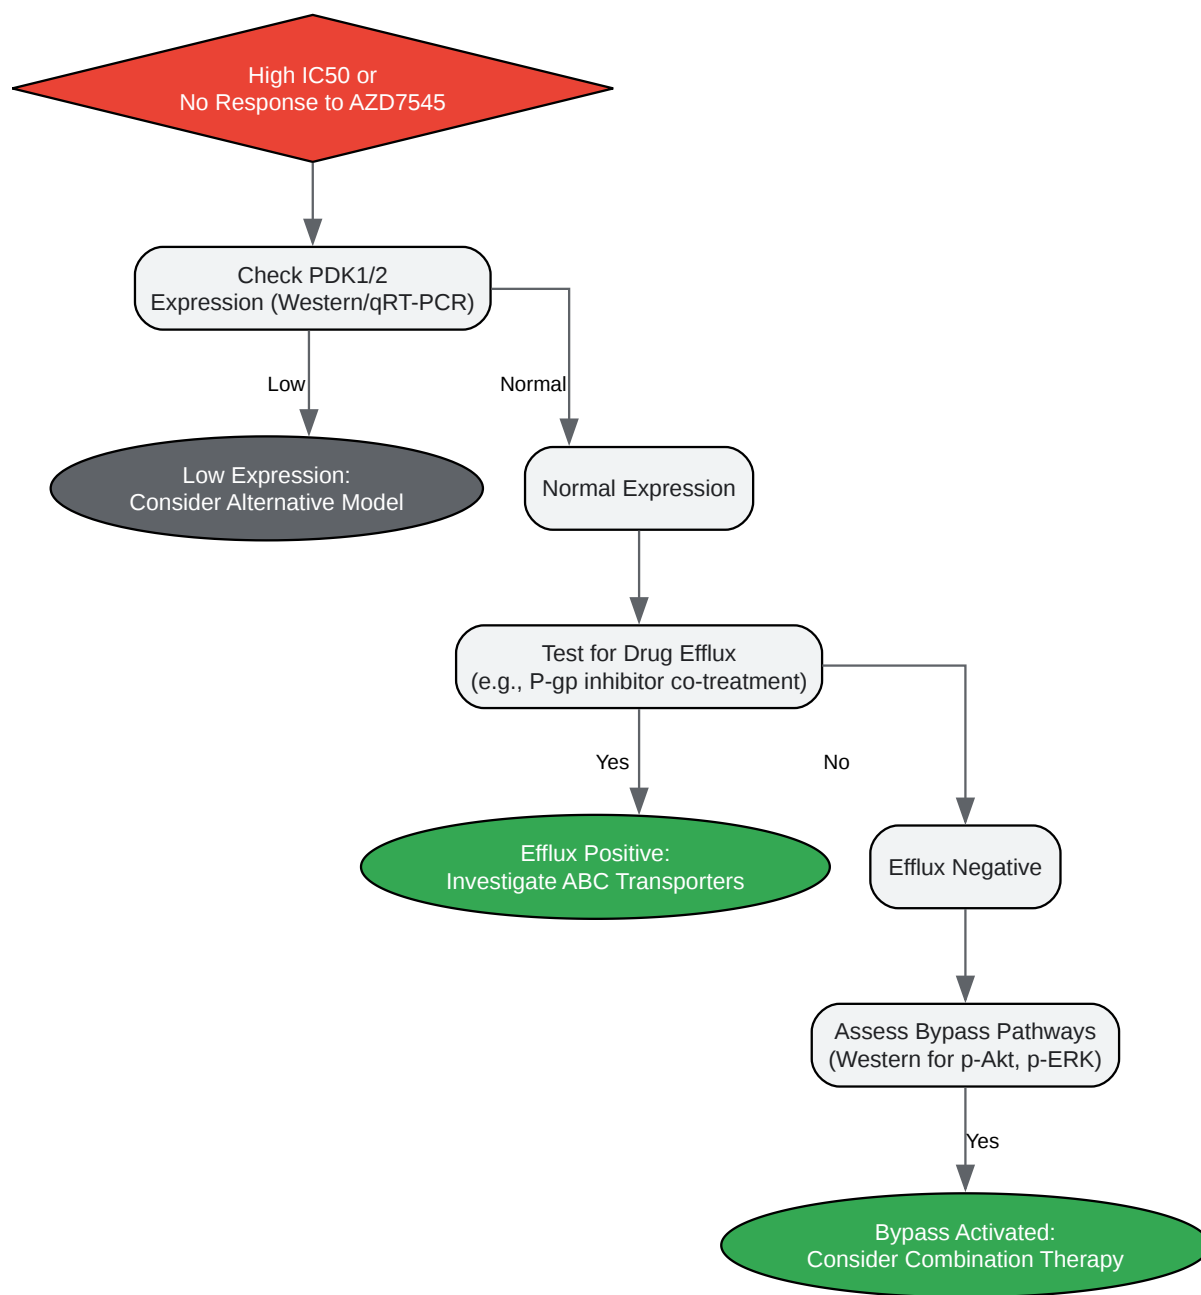 High IC50 or
No Response to AZD7545
Check PDK1/2
Expression (Western/qRT-PCR)
Low
Normal
Low Expression:
Consider Alternative Model
Normal Expression
Test for Drug Efflux
(e.g., P-gp inhibitor co-treatment)
Yes
No
Efflux Positive:
Investigate ABC Transporters
Efflux Negative
Assess Bypass Pathways
(Western for p-Akt, p-ERK)
Yes
Bypass Activated:
Consider Combination Therapy